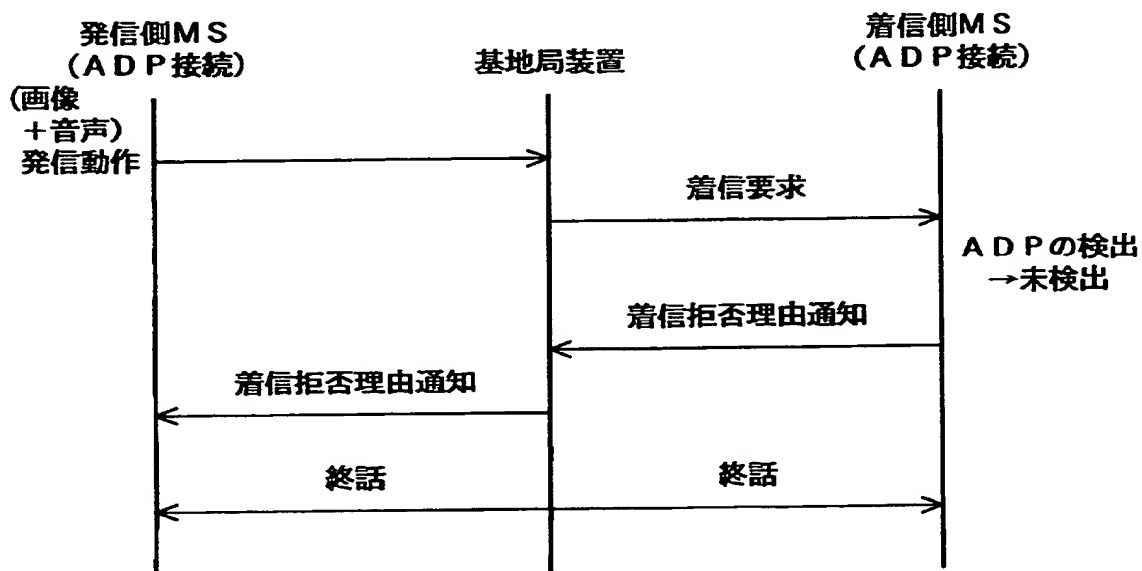 発信側MS
(ADP接続)
基地局装置
着信側MS
(ADP接続)
(画像
+音声)
発信動作
着信要求
ADPの検出
→未検出
着信拒否理由通知
着信拒否理由通知
終話
終話